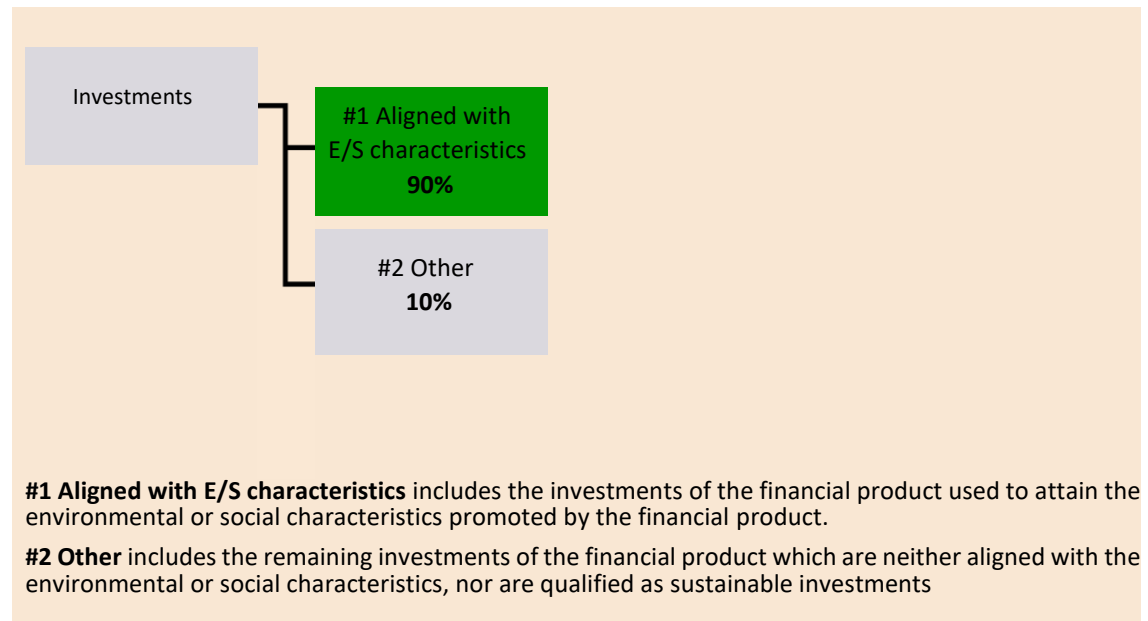 Investments
#1 Aligned with
E/S characteristics
90%
#2 Other
10%
#1 Aligned with E/S characteristics includes the investments of the financial product used to attain the
environmental or social characteristics promoted by the financial product.
#2 Other includes the remaining investments of the financial product which are neither aligned with the
environmental or social characteristics, nor are qualified as sustainable investments